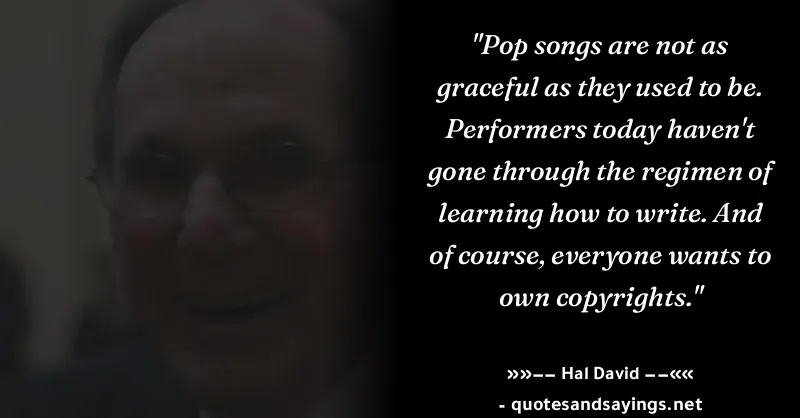 "Pop songs are not as
graceful as they used to be.
Performers today haven't
gone through the regimen of
learning how to write. And
of course, everyone wants to
own copyrights."
»»—— Hal David ——««
- quotesandsayings.net